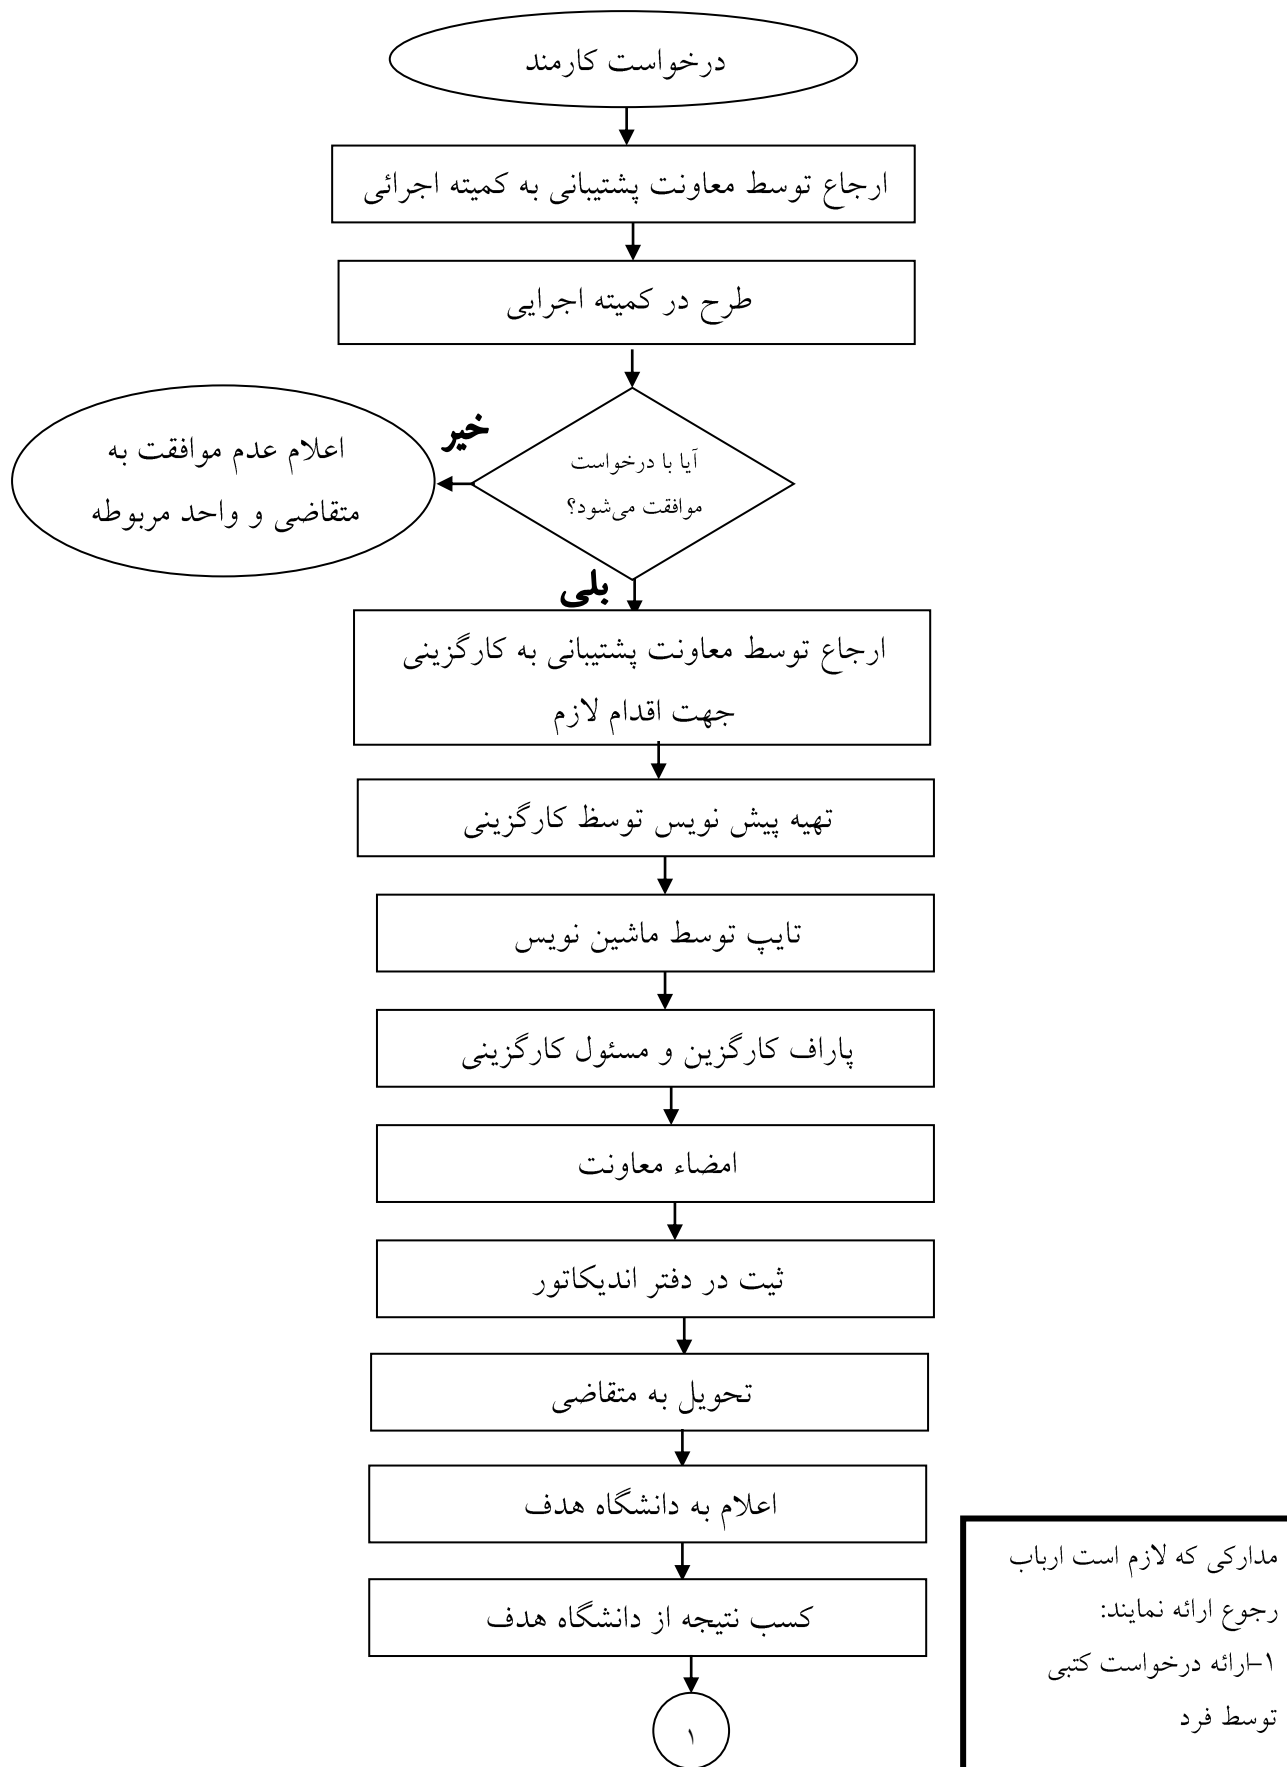 درخواست کارمند
ارجاع توسط معاونت پشتیبانی به کمیته اجرائی
طرح در کمیته اجرایی
آیا با درخواست
موافقت می‌شود؟
خیر
اعلام عدم موافقت به
متقاضی و واحد مربوطه
بلی
ارجاع توسط معاونت پشتیبانی به کارگزینی
جهت اقدام لازم
تهیه پیش نویس توسظ کارگزینی
تایپ توسط ماشین نویس
پاراف کارگزین و مسئول کارگزینی
امضاء معاونت
ثبت در دفتر اندیکاتور
تحویل به متقاضی
اعلام به دانشگاه هدف
کسب نتیجه از دانشگاه هدف
۱
مدارکی که لازم است ارباب
رجوع ارائه نمایند:
۱-ارائه درخواست کتبی
توسط فرد